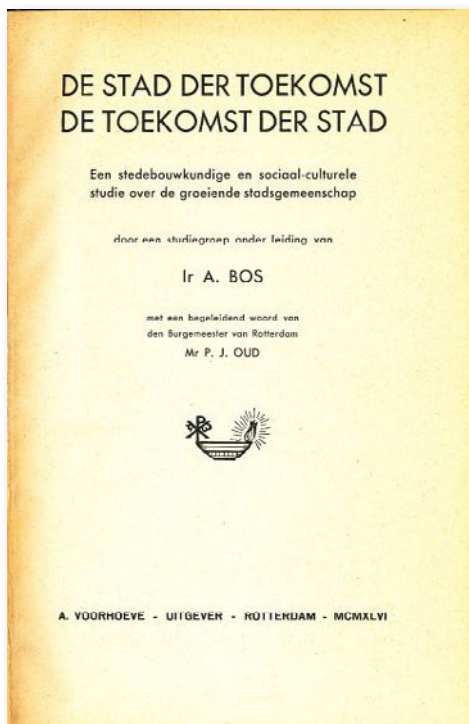 DE STAD DER TOEKOMST
DE TOEKOMST DER STAD
Een stedebouwkundige en sociaal-culturele
studie over de groeiende stadsgemeenschap
door een studiegroep onder leiding van
Ir A. BOS
met een begeleidend woord van
den Burgemeester van Rotterdam
Mr P. J. OUD
A. VOORHOEVE - UITGEVER - ROTTERDAM - MCMXLVI